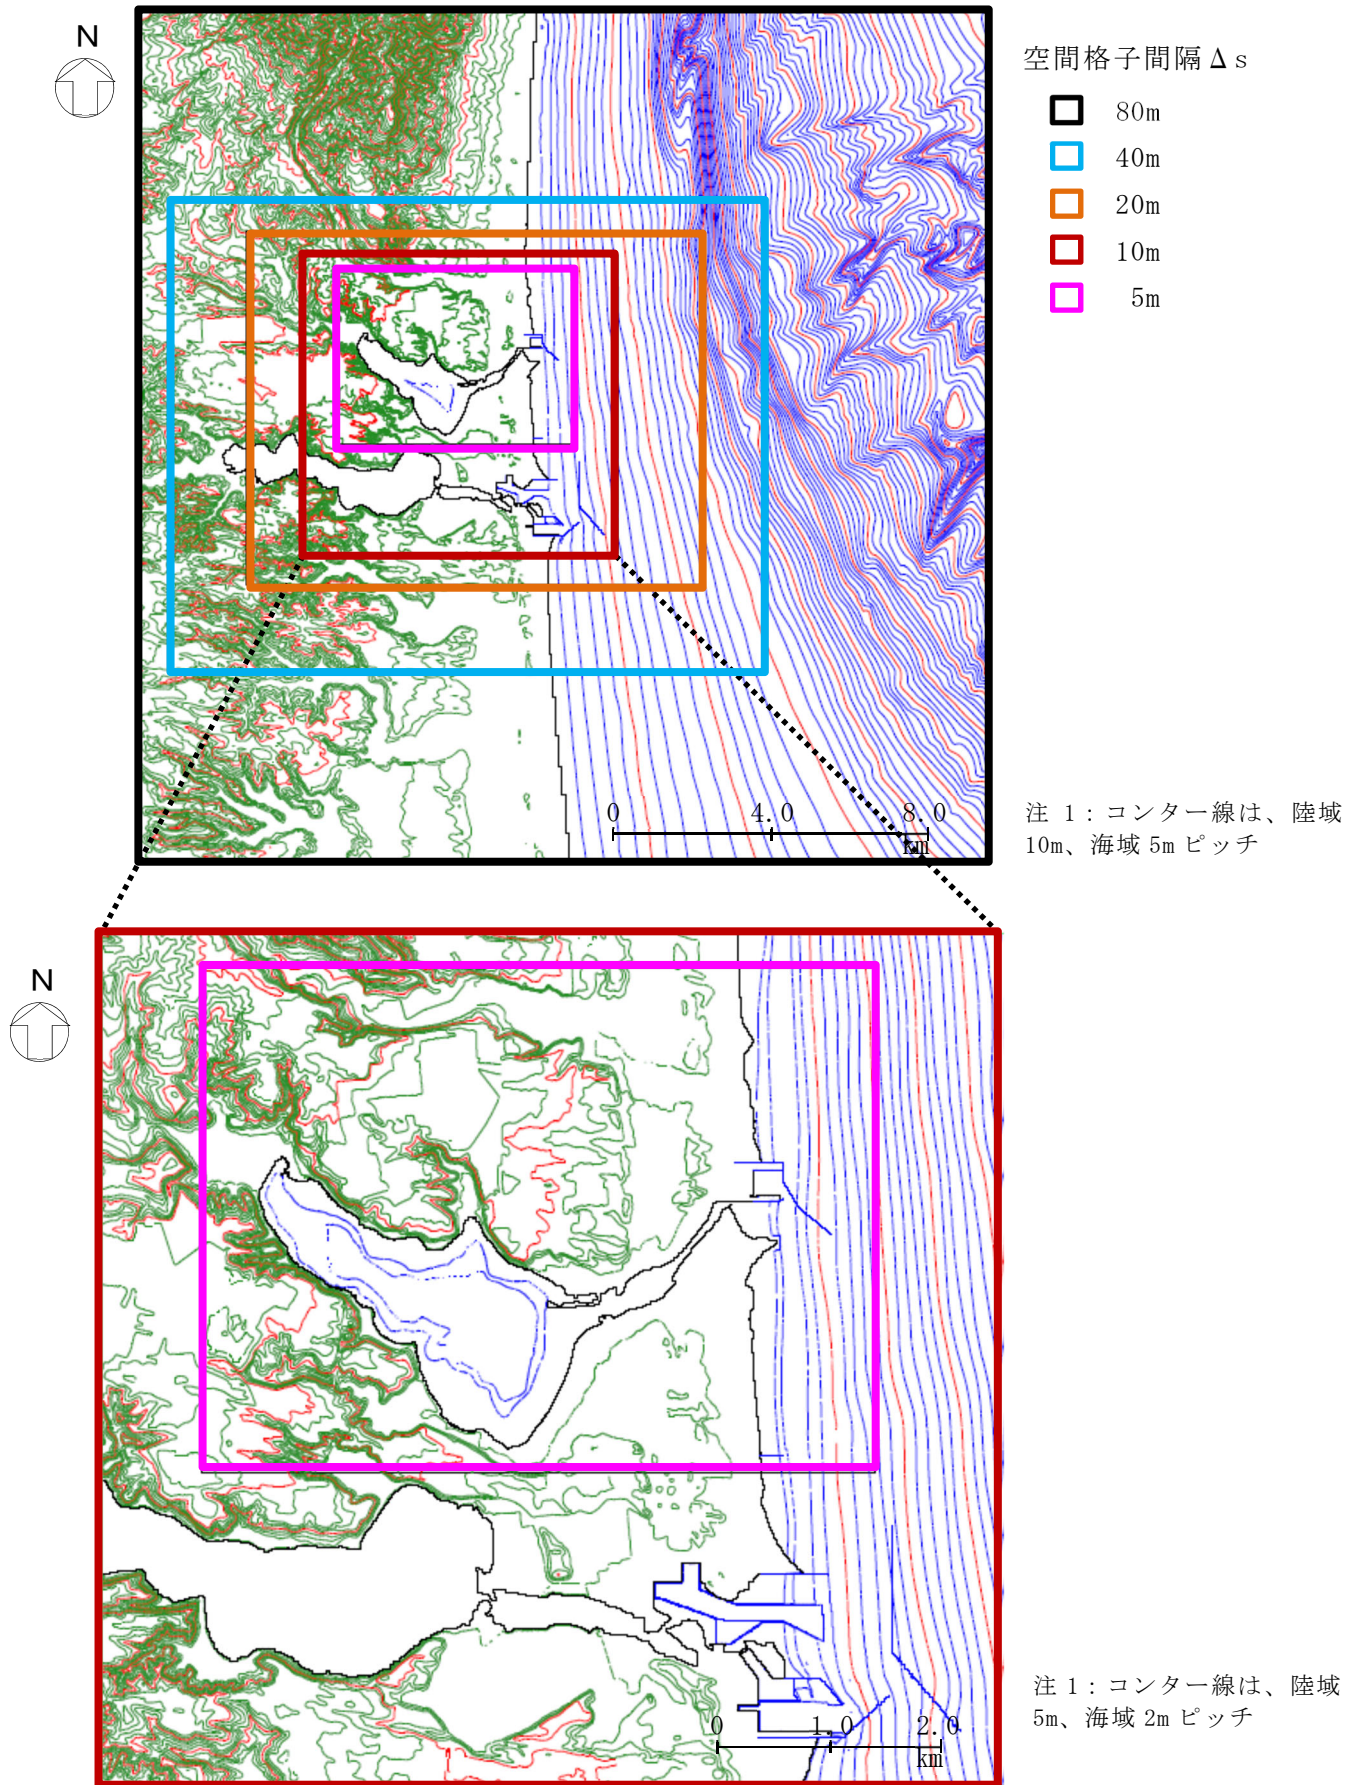 N
空間格子間隔Δs
80m
40m
20m
10m
5m
0 4.0 8.0
km
注 1：コンター線は、陸域
10m、海域 5m ピッチ
N
0 1.0 2.0
km
注 1：コンター線は、陸域
5m、海域 2m ピッチ